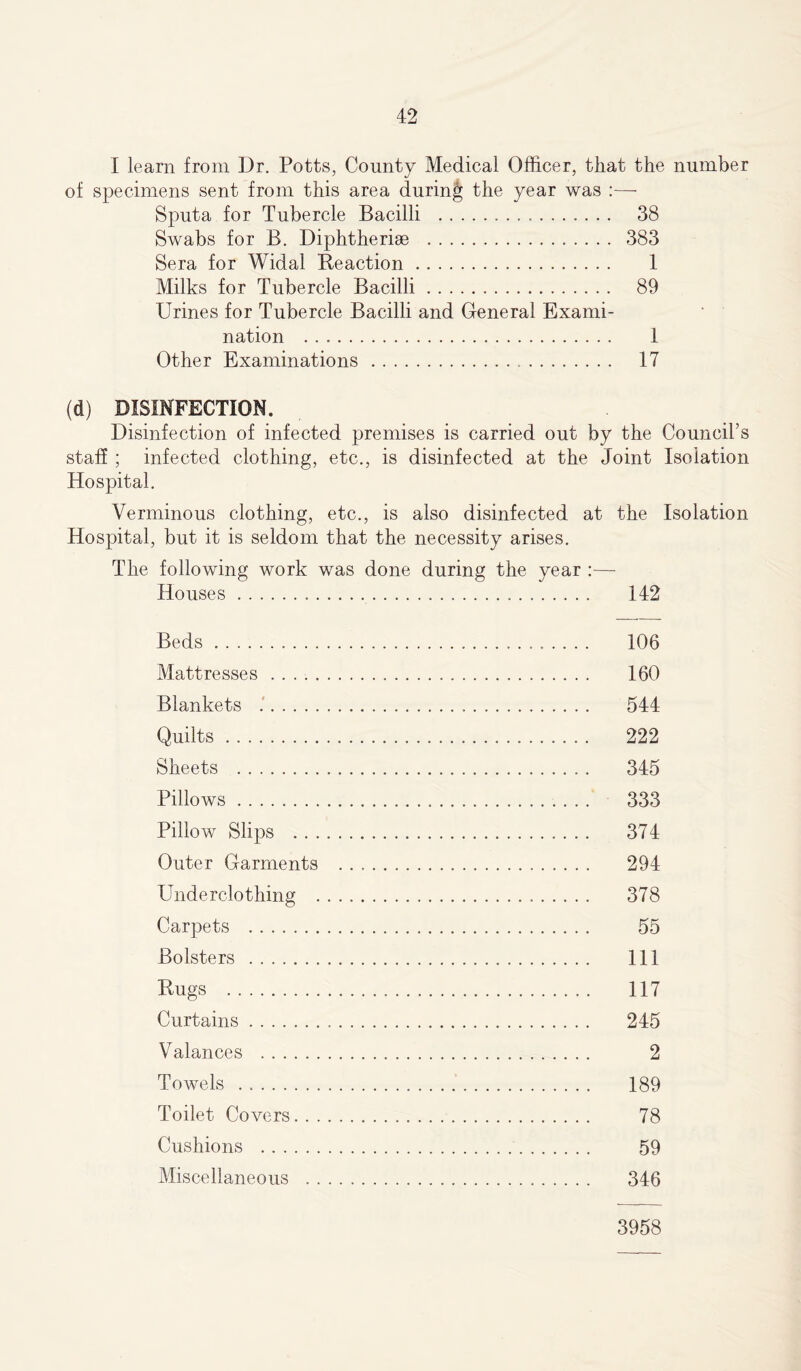 42
I learn from Dr. Potts, County Medical Officer, that the number
of specimens sent from this area during the year was :—
Sputa for Tubercle Bacilli ................ 38
Swabs for B. Diphtheriæ ................. 383
Sera for Widal Reaction .................. 1
Milks for Tubercle Bacilli ................. 89
Urines for Tubercle Bacilli and General Exami-
nation ............................ 1
Other Examinations ...................... 17
(d) DISINFECTION.
Disinfection of infected premises is carried out by the Council's
staff ; infected clothing, etc., is disinfected at the Joint Isolation
Hospital.
Verminous clothing, etc., is also disinfected at the Isolation
Hospital, but it is seldom that the necessity arises.
The following work was done during the year :—
Houses ................................ 142
Beds .................................. 106
Mattresses ............................. 160
Blankets .............................. 544
Quilts ................................. 222
Sheets ................................ 345
Pillows ................................ 333
Pillow Slips ........................... 374
Outer Garments ....................... 294
Underclothing ......................... 378
Carpets ............................... 55
Bolsters ............................... 111
Rugs ................................. 117
Curtains ............................... 245
Valances .............................. 2
Towels ................................ 189
Toilet Covers........................... 78
Cushions .............................. 59
Miscellaneous .......................... 346
3958